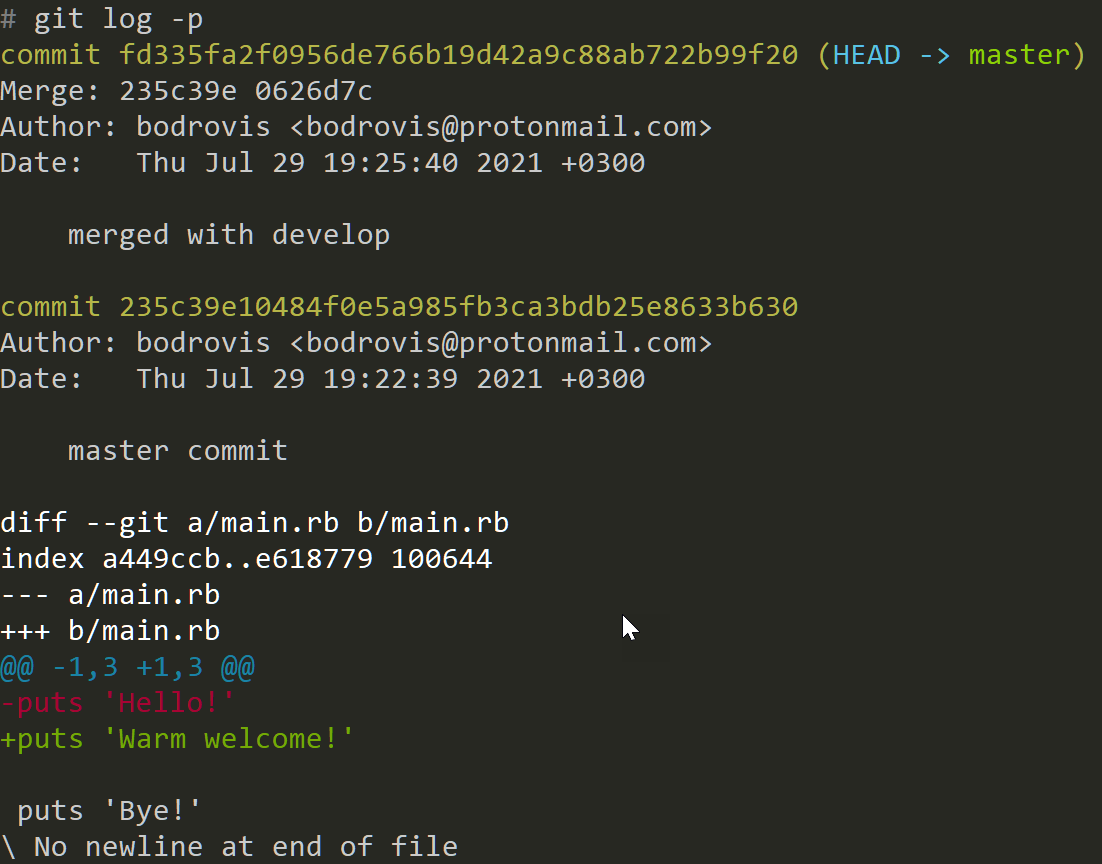 # git log -p
commit fd335fa2f0956de766b19d42a9c88ab722b99f20 (HEAD -> master)
Merge: 235c39e 0626d7c
Author: bodrovis <bodrovis@protonmail.com>
Date:   Thu Jul 29 19:25:40 2021 +0300

    merged with develop

commit 235c39e10484f0e5a985fb3ca3bdb25e8633b630
Author: bodrovis <bodrovis@protonmail.com>
Date:   Thu Jul 29 19:22:39 2021 +0300

    master commit

diff --git a/main.rb b/main.rb
index a449ccb..e618779 100644
--- a/main.rb
+++ b/main.rb
@@ -1,3 +1,3 @@
-puts 'Hello!'
+puts 'Warm welcome!'

 puts 'Bye!'
\ No newline at end of file